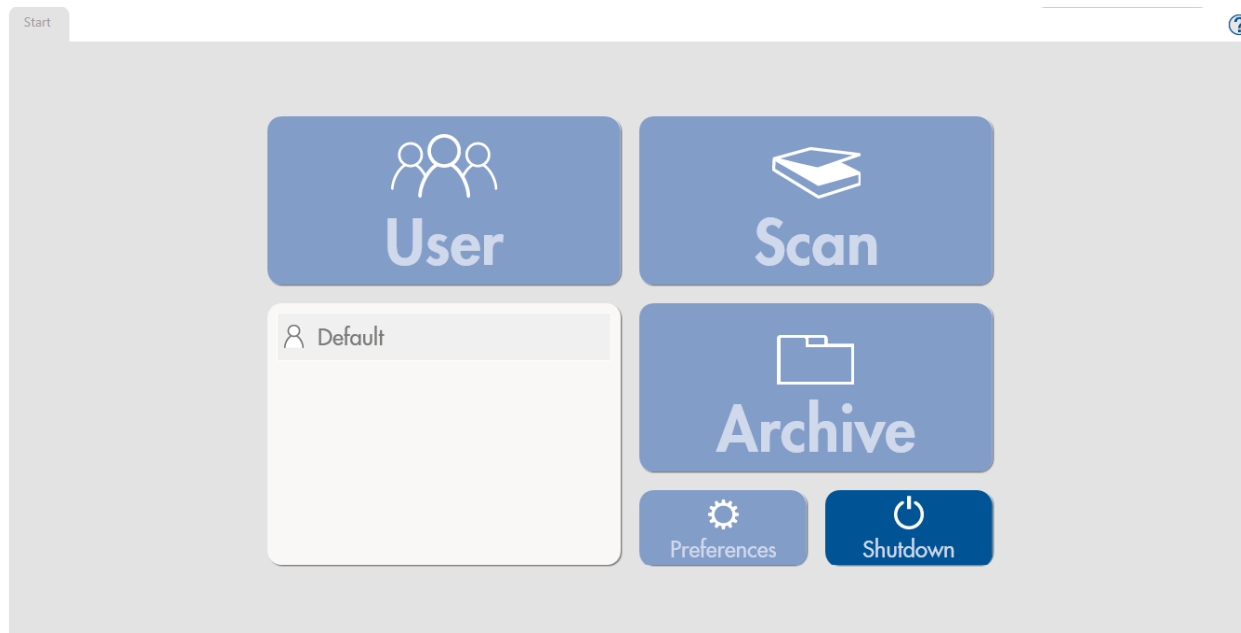 Start
?
User
Scan
Default
Archive
Preferences
Shutdown